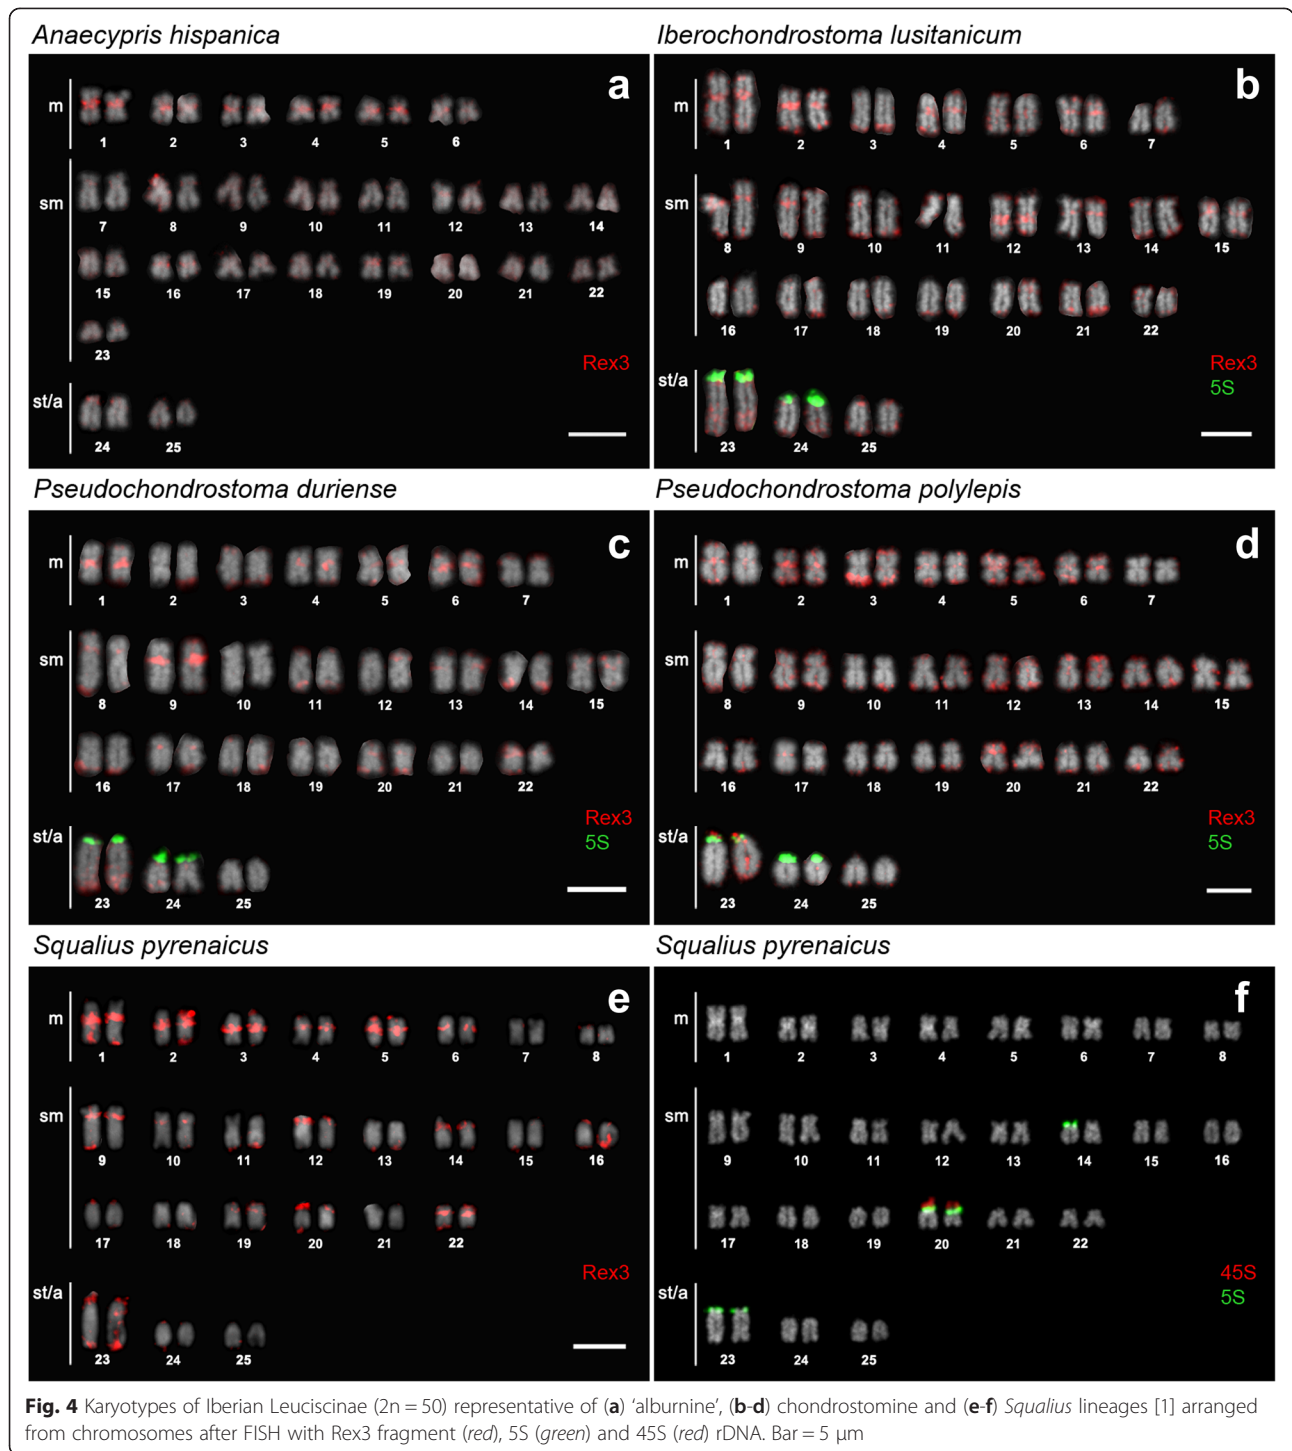 Anaecypris hispanica
a
m
1 2 3 4 5 6
sm
7 8 9 10 11 12 13 14
15 16 17 18 19 20 21 22
23
Rex3
st/a
24 25
Iberochondrostoma lusitanicum
b
m
1 2 3 4 5 6 7
sm
8 9 10 11 12 13 14 15
16 17 18 19 20 21 22
Rex3
st/a
5S
23 24 25
Pseudochondrostoma duriense
c
m
1 2 3 4 5 6 7
sm
8 9 10 11 12 13 14 15
16 17 18 19 20 21 22
Rex3
st/a
5S
23 24 25
Pseudochondrostoma polylepis
d
m
1 2 3 4 5 6 7
sm
8 9 10 11 12 13 14 15
16 17 18 19 20 21 22
Rex3
st/a
5S
23 24 25
Squalius pyrenaicus
e
m
1 2 3 4 5 6 7 8
sm
9 10 11 12 13 14 15 16
17 18 19 20 21 22
Rex3
st/a
23 24 25
Squalius pyrenaicus
f
m
1 2 3 4 5 6 7 8
sm
9 10 11 12 13 14 15 16
17 18 19 20 21 22
45S
st/a
5S
23 24 25
Fig. 4 Karyotypes of Iberian Leuciscinae (2n = 50) representative of (a) ‘alburnine’, (b-d) chondrostomine and (e-f) Squalius lineages [1] arranged
from chromosomes after FISH with Rex3 fragment (red), 5S (green) and 45S (red) rDNA. Bar = 5 μm